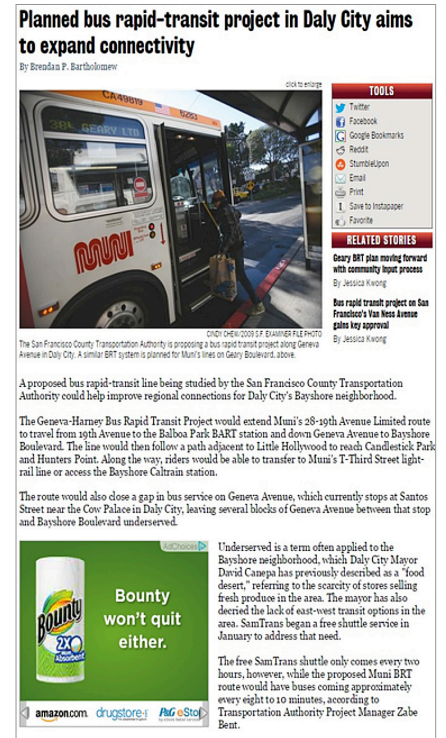 Planned bus rapid-transit project in Daly City aims
to expand connectivity
By Brendan P. Bartholomew
click to enlarge
CA49819
6283
38L GEARY LTD
MUNI
CINDY CHEW/2009 S.F. EXAMINER FILE PHOTO
The San Francisco County Transportation Authority is proposing a bus rapid transit project along Geneva
Avenue in Daly City. A similar BRT system is planned for Muni's lines on Geary Boulevard, above.
TOOLS
Twitter
Facebook
Google Bookmarks
Reddit
StumbleUpon
Email
Print
Save to Instapaper
Favorite
RELATED STORIES
Geary BRT plan moving forward
with community input process
By Jessica Kwong
Bus rapid transit project on San
Francisco's Van Ness Avenue
gains key approval
By Jessica Kwong
A proposed bus rapid-transit line being studied by the San Francisco County Transportation
Authority could help improve regional connections for Daly City's Bayshore neighborhood.
The Geneva-Harney Bus Rapid Transit Project would extend Muni's 28-19th Avenue Limited route
to travel from 19th Avenue to the Balboa Park BART station and down Geneva Avenue to Bayshore
Boulevard. The line would then follow a path adjacent to Little Hollywood to reach Candlestick Park
and Hunters Point. Along the way, riders would be able to transfer to Muni's T-Third Street light-
rail line or access the Bayshore Caltrain station.
The route would also close a gap in bus service on Geneva Avenue, which currently stops at Santos
Street near the Cow Palace in Daly City, leaving several blocks of Geneva Avenue between that stop
and Bayshore Boulevard underserved.
AdChoices
Bounty
2X
Absorbent
Bounty
won't quit
either.
amazon.com
drugstore
P&G eSto
Underserved is a term often applied to the
Bayshore neighborhood, which Daly City Mayor
David Canepa has previously described as a "food
desert," referring to the scarcity of stores selling
fresh produce in the area. The mayor has also
decried the lack of east-west transit options in the
area. SamTrans began a free shuttle service in
January to address that need.
The free SamTrans shuttle only comes every two
hours, however, while the proposed Muni BRT
route would have buses coming approximately
every eight to 10 minutes, according to
Transportation Authority Project Manager Zabe
Bent.